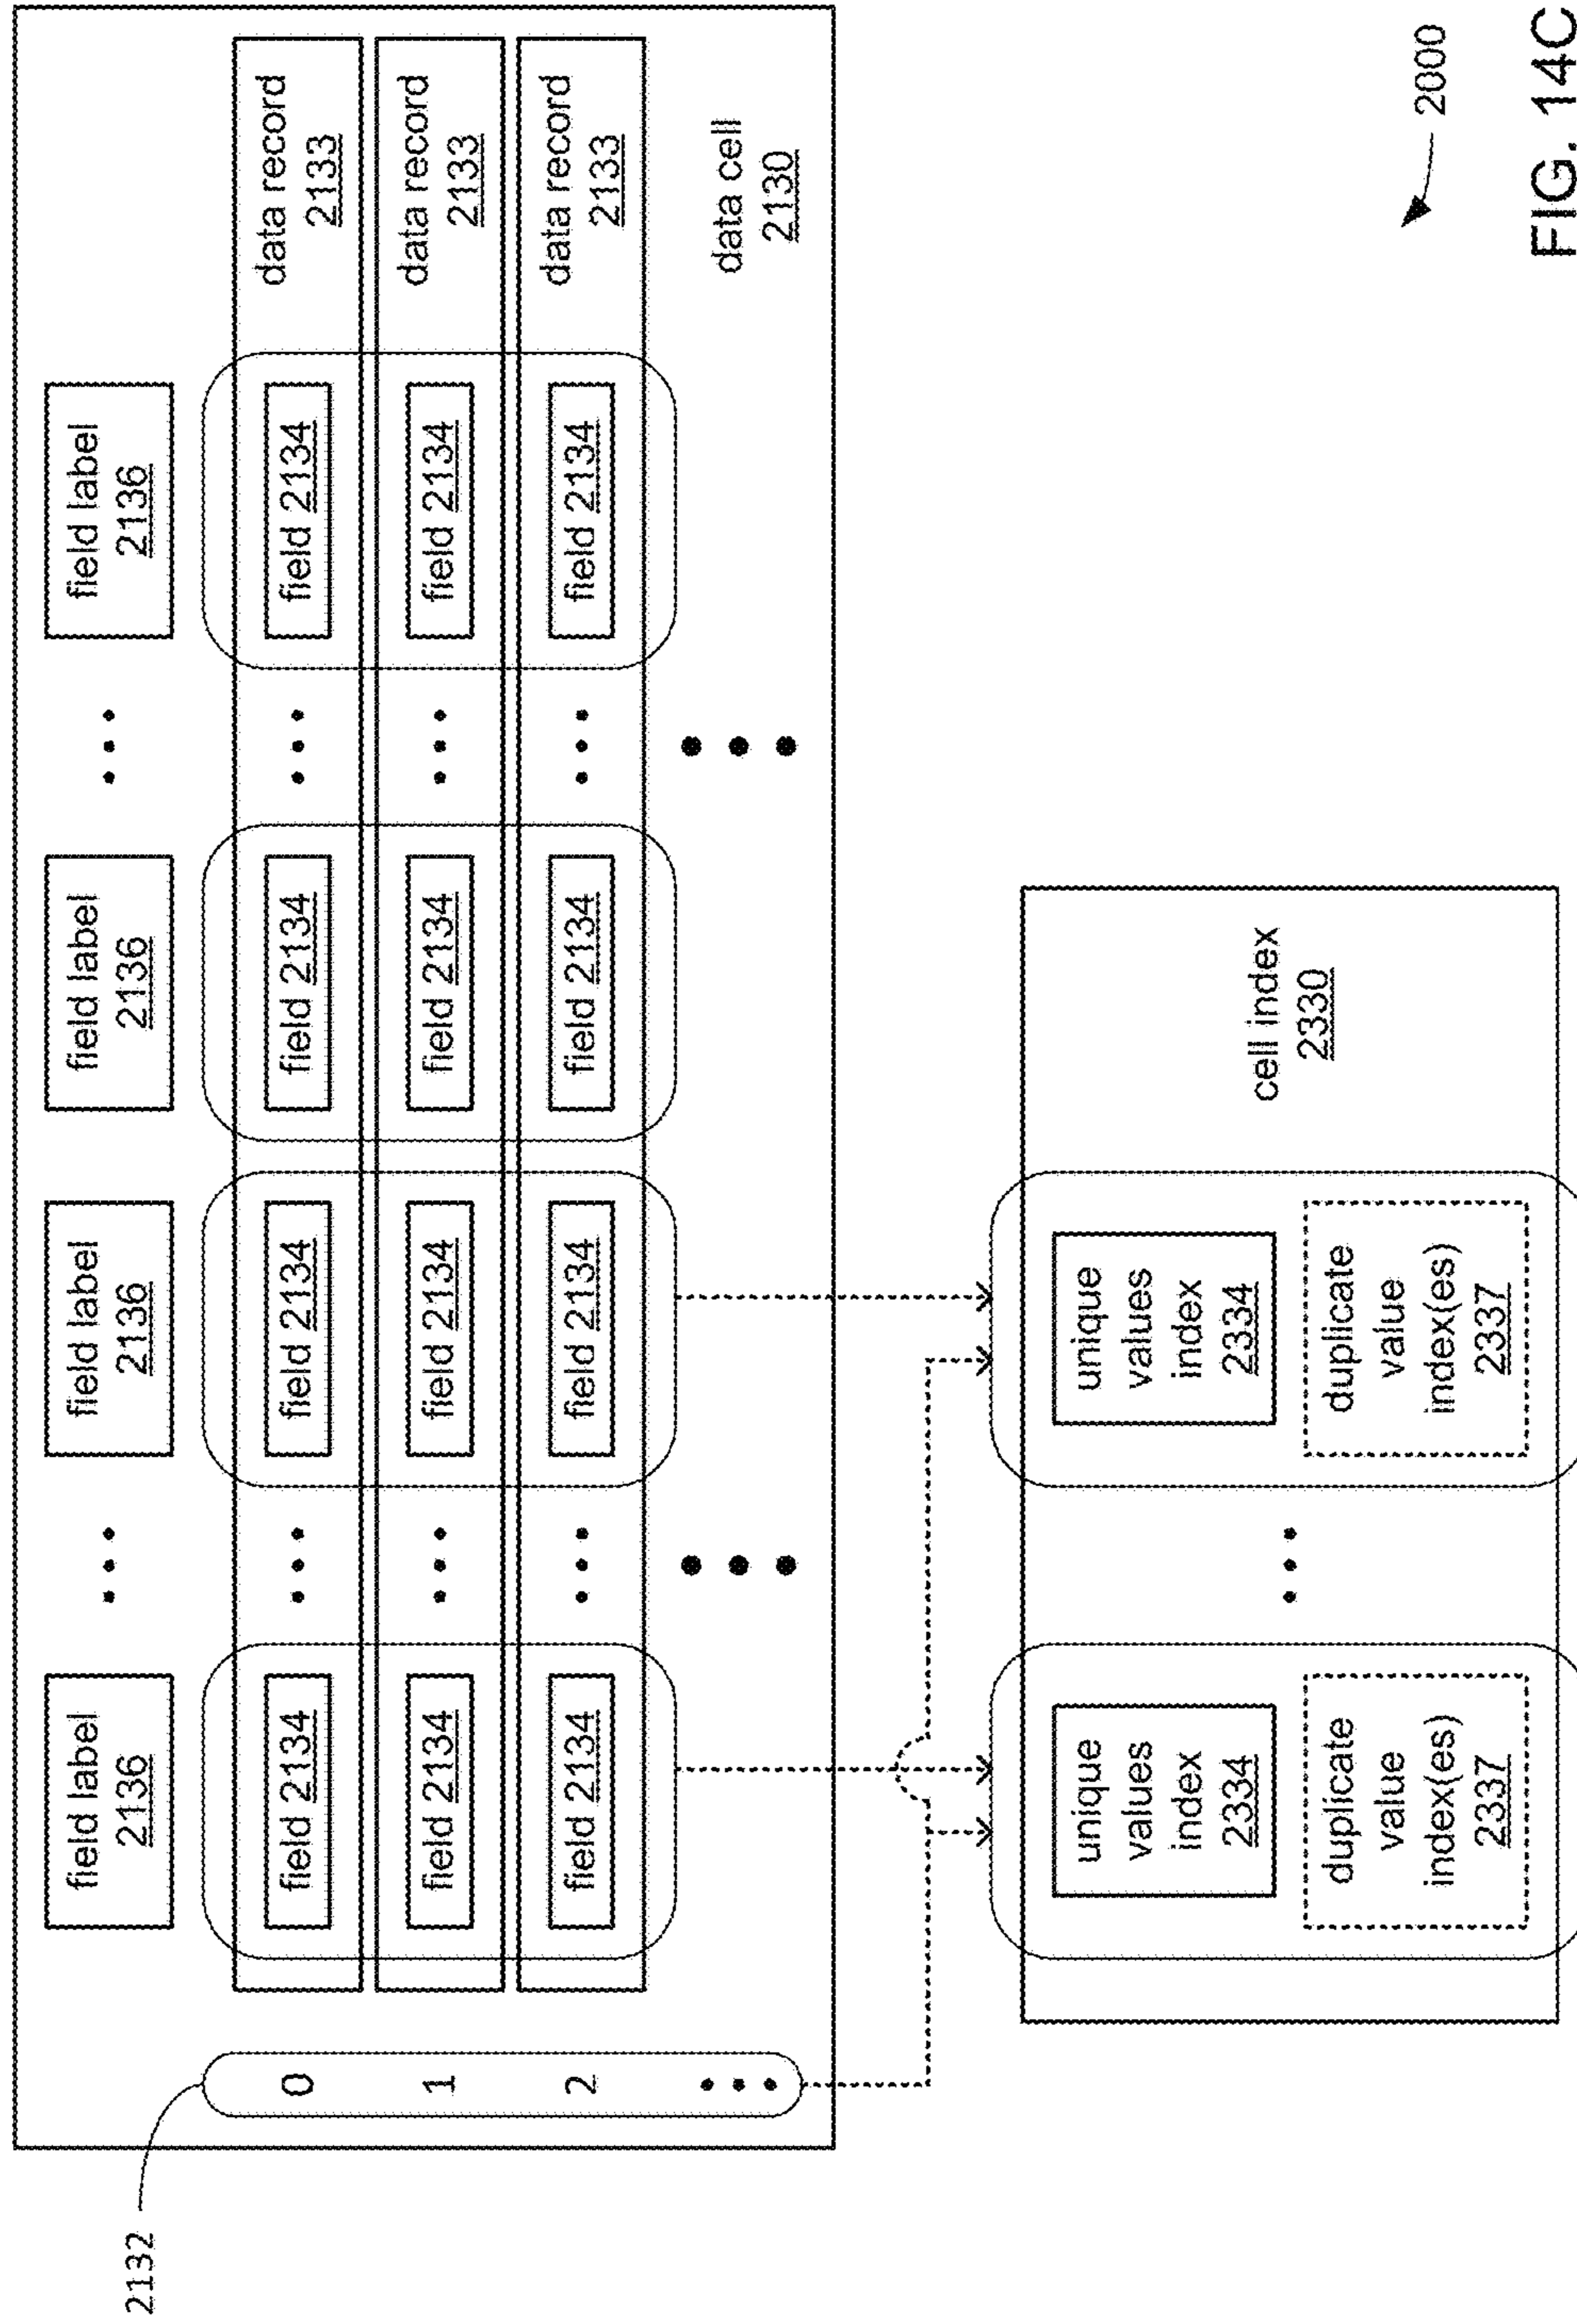 2132
field label
2136
•••
field label
2136
field label
2136
•••
field label
2136
0
field 2134
•••
field 2134
field 2134
•••
field 2134
data record
2133
1
field 2134
•••
field 2134
field 2134
•••
field 2134
data record
2133
2
field 2134
•••
field 2134
field 2134
•••
field 2134
data record
2133
•••
•••
•••
data cell
2130
unique
values
index
2334
duplicate
value
index(es)
2337
•••
unique
values
index
2334
duplicate
value
index(es)
2337
cell index
2330
2000
FIG. 14C